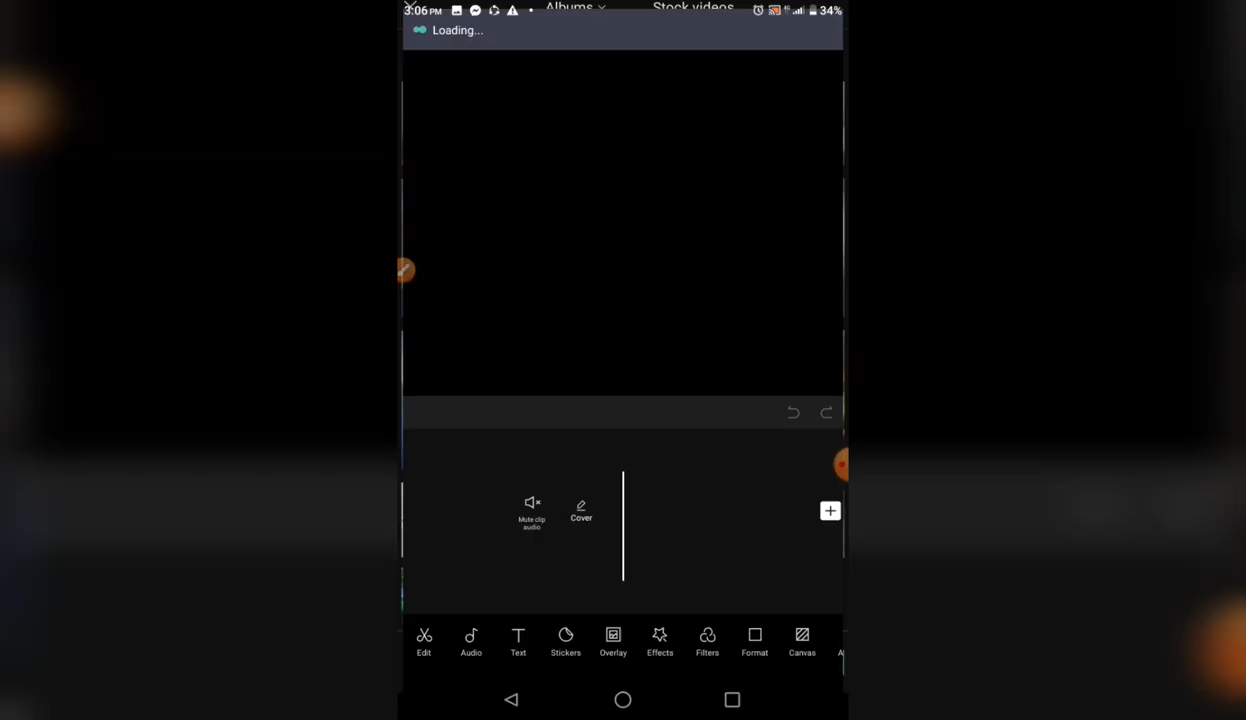 Albums
Stock videos
3:06 PM
34%
Loading...
Mute clip
audio
Cover
Edit
Audio
Text
Stickers
Overlay
Effects
Filters
Format
Canvas